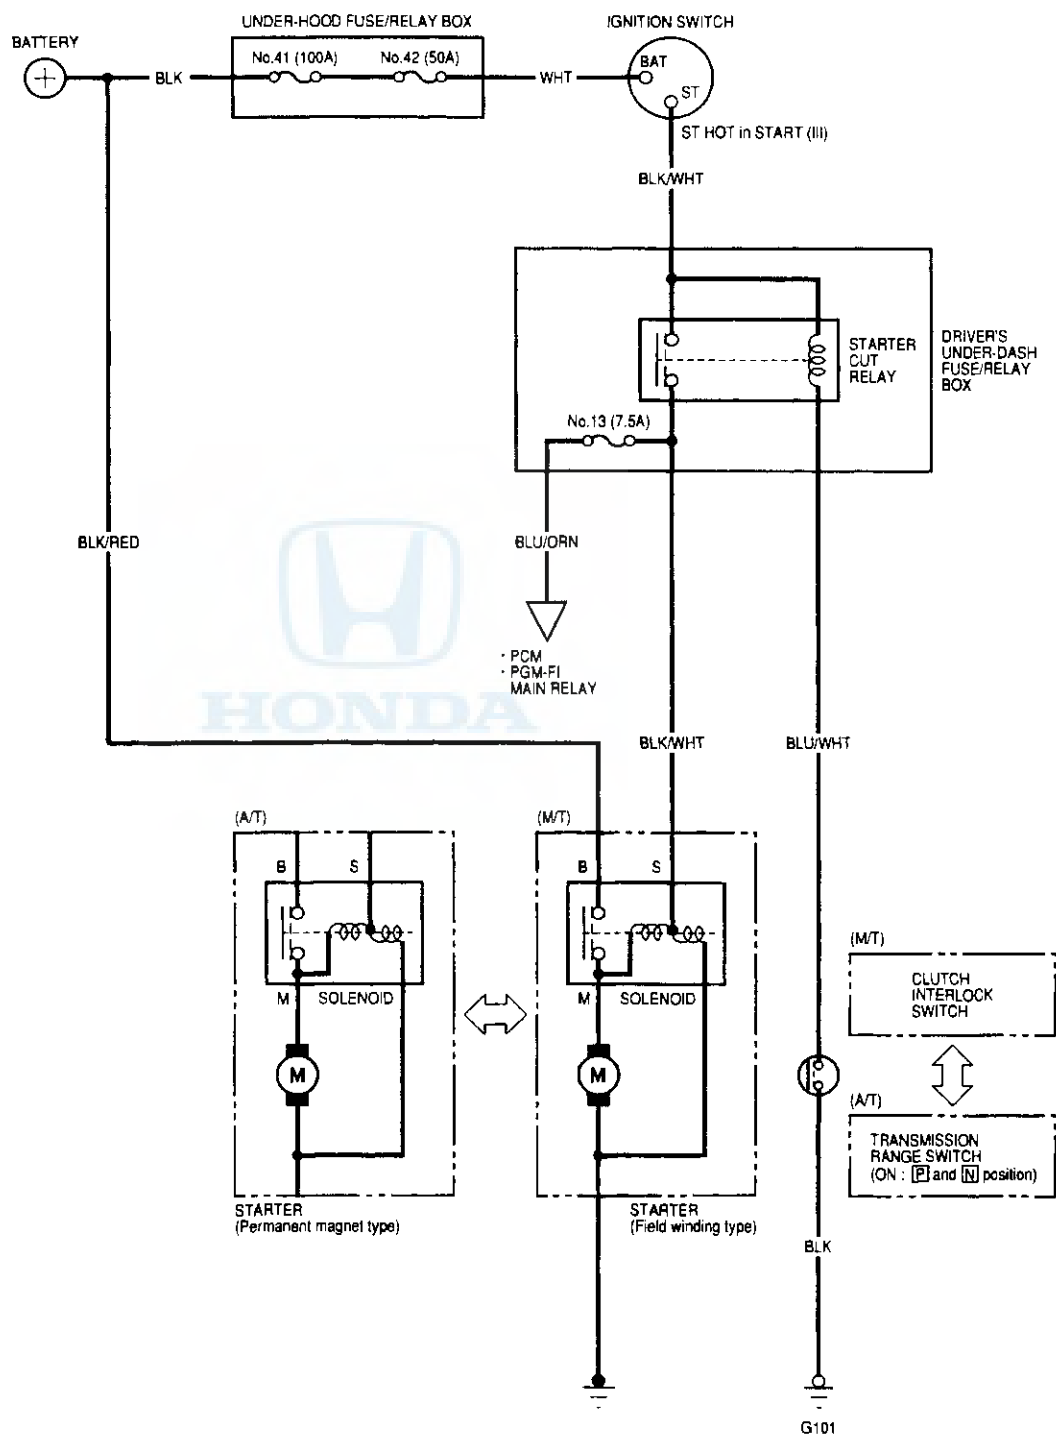 UNDER-HOOD FUSE/RELAY BOX
IGNITION SWITCH
BATTERY
No.41 (100A)
No.42 (50A)
BAT
BLK
WHT
ST
ST HOT in START (III)
BLK/WHT
STARTER
CUT
RELAY
DRIVER'S
UNDER-DASH
FUSE/RELAY
BOX
No.13 (7.5A)
BLK/RED
BLU/ORN
HONDA
· PCM
· PGM-FI
MAIN RELAY
BLK/WHT
BLU/WHT
(A/T)
B
S
M
SOLENOID
M
STARTER
(Permanent magnet type)
(M/T)
B
S
M
SOLENOID
M
STARTER
(Field winding type)
(M/T)
CLUTCH
INTERLOCK
SWITCH
(A/T)
TRANSMISSION
RANGE SWITCH
(ON : P and N position)
BLK
G101